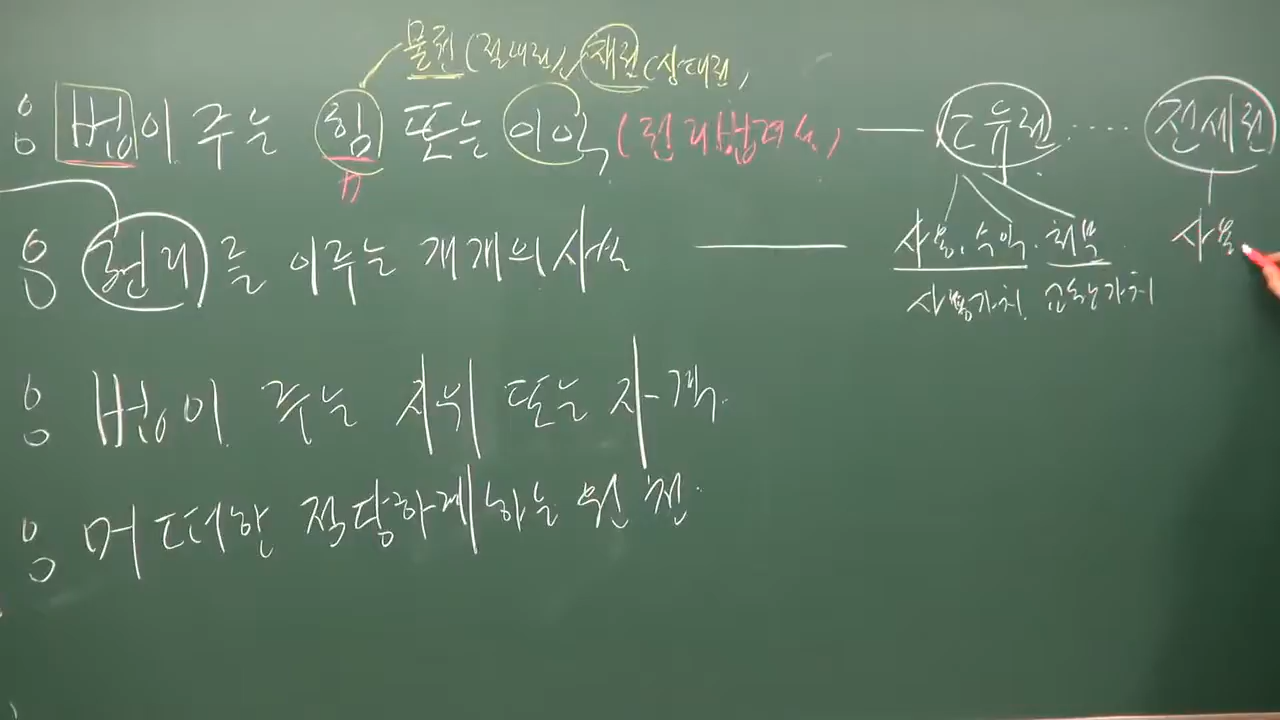 물권(절대권), 채권(상대권),
법이 주는 힘 또는 이익 (권리법력설) — 소유권 ····· 전세권
권리를 이루는 개개의 사식 — 사용.수익.처분. 사용
사용가치. 교환가치
법이 주는 지위 또는 자격.
어떠한 적당하게하는 원천.